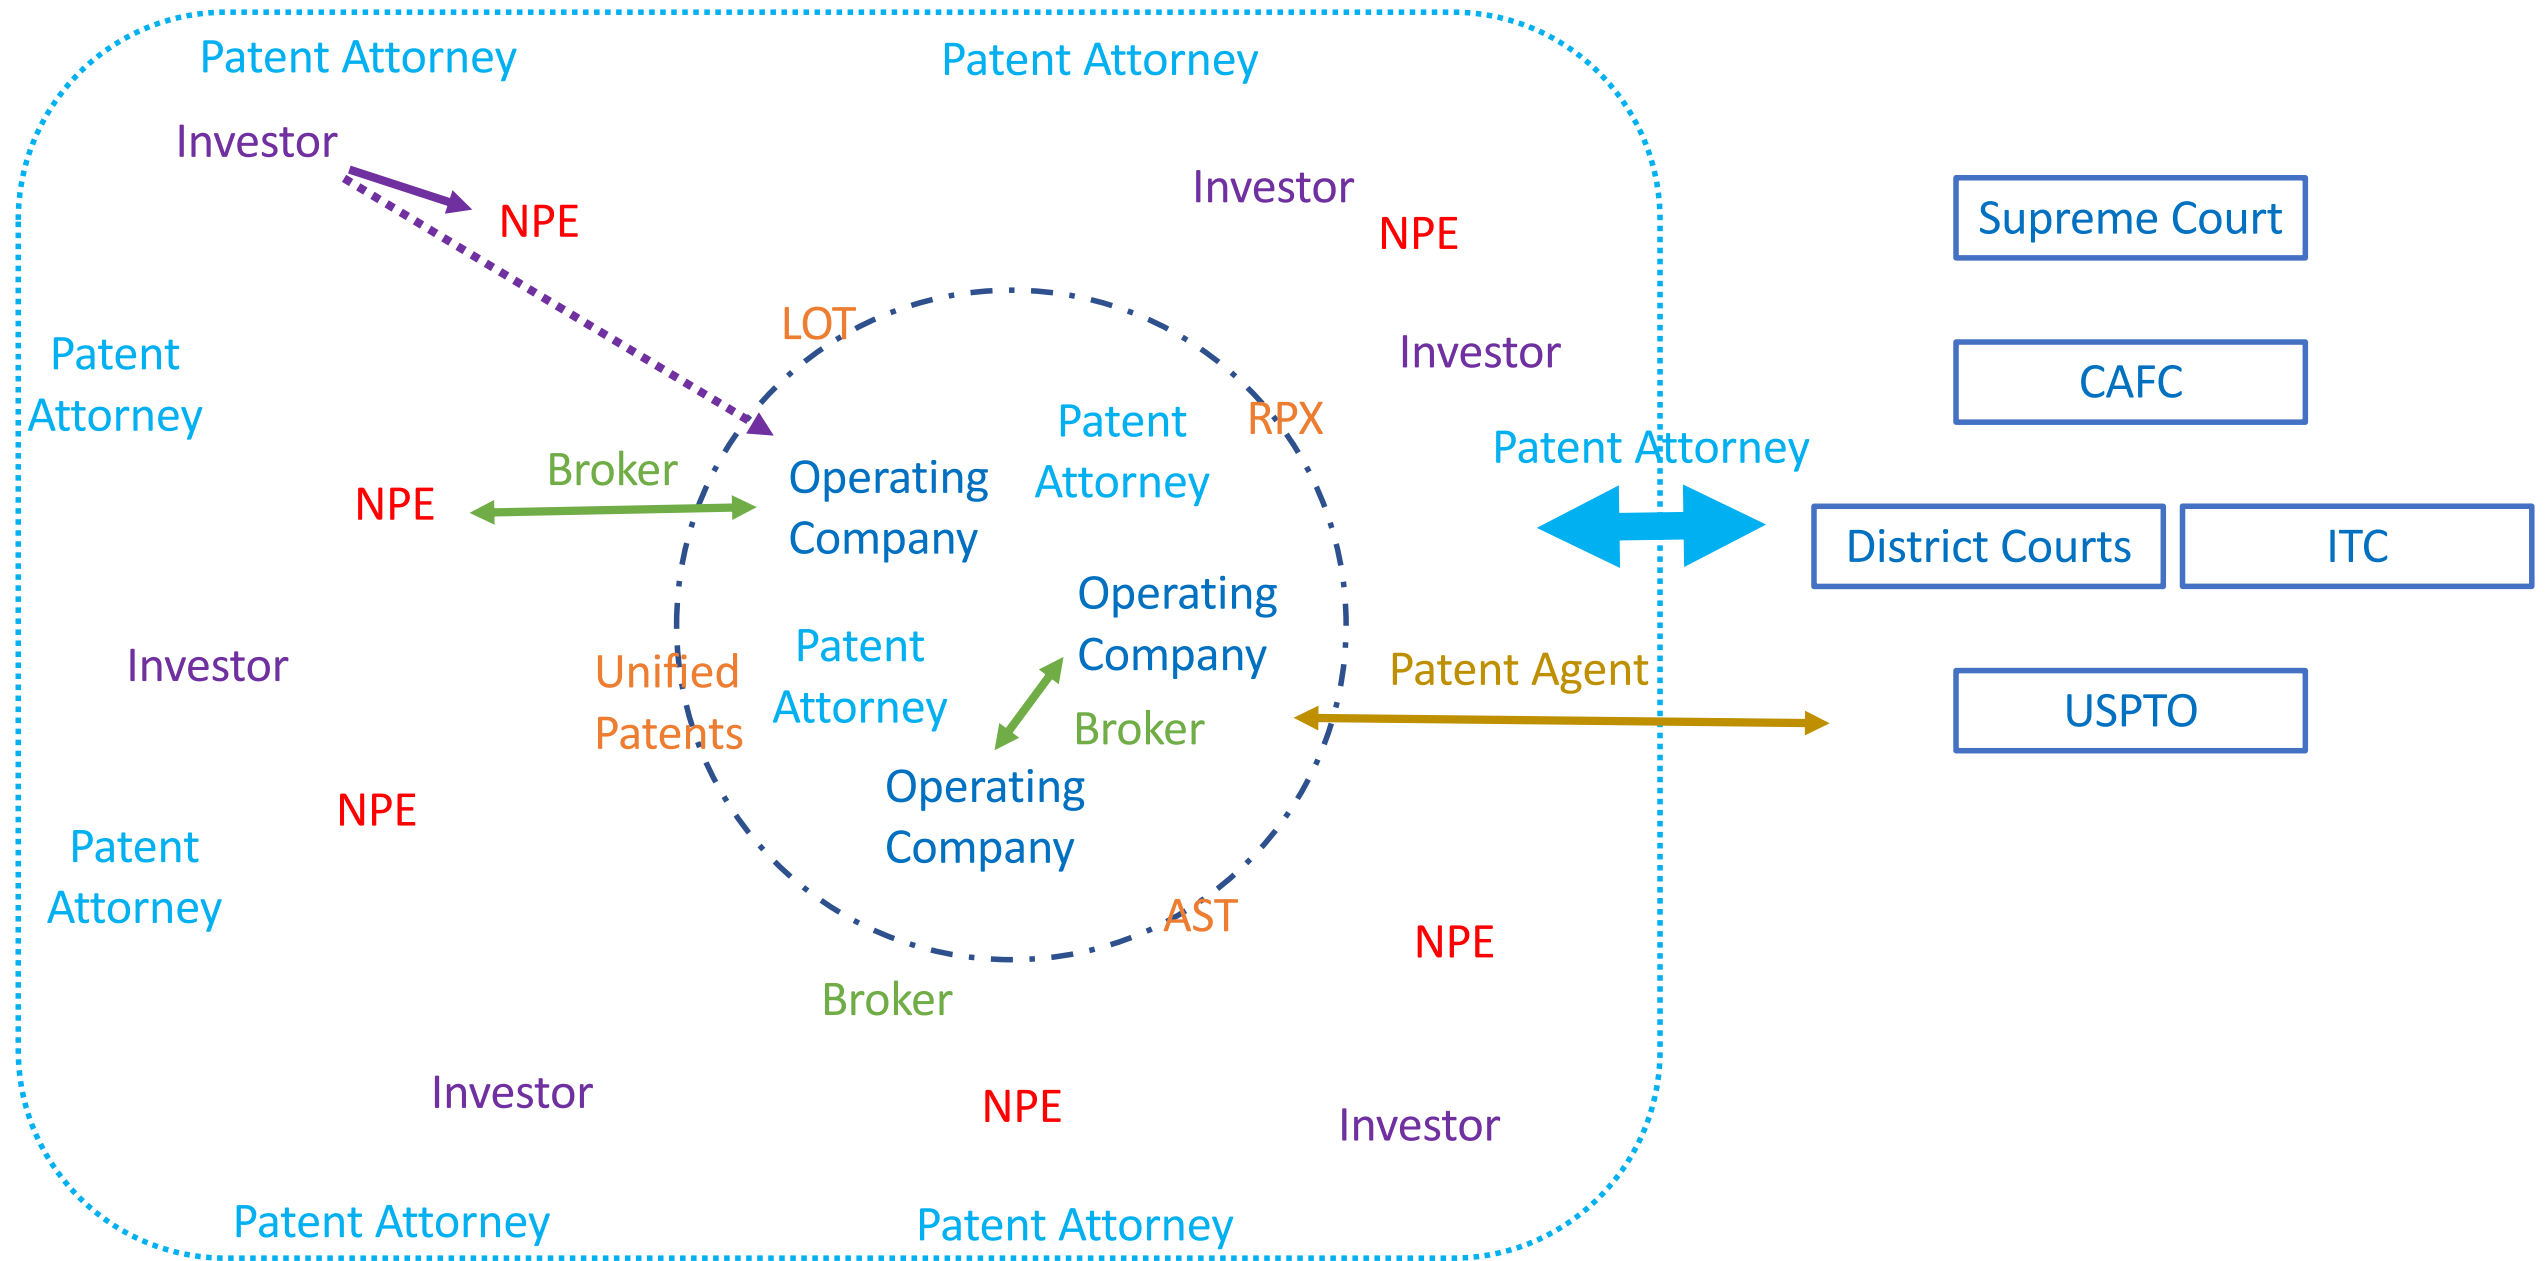 Patent Attorney
Patent Attorney
Investor
Investor
NPE
NPE
Supreme Court
LOT
Investor
Patent
Attorney
CAFC
RPX
Patent
Attorney
Patent Attorney
Broker
NPE
Operating
Company
District Courts
ITC
Operating
Company
Patent
Attorney
Investor
Unified
Patents
Patent Agent
USPTO
Broker
Operating
Company
NPE
Patent
Attorney
AST
NPE
Broker
Investor
NPE
Investor
Patent Attorney
Patent Attorney